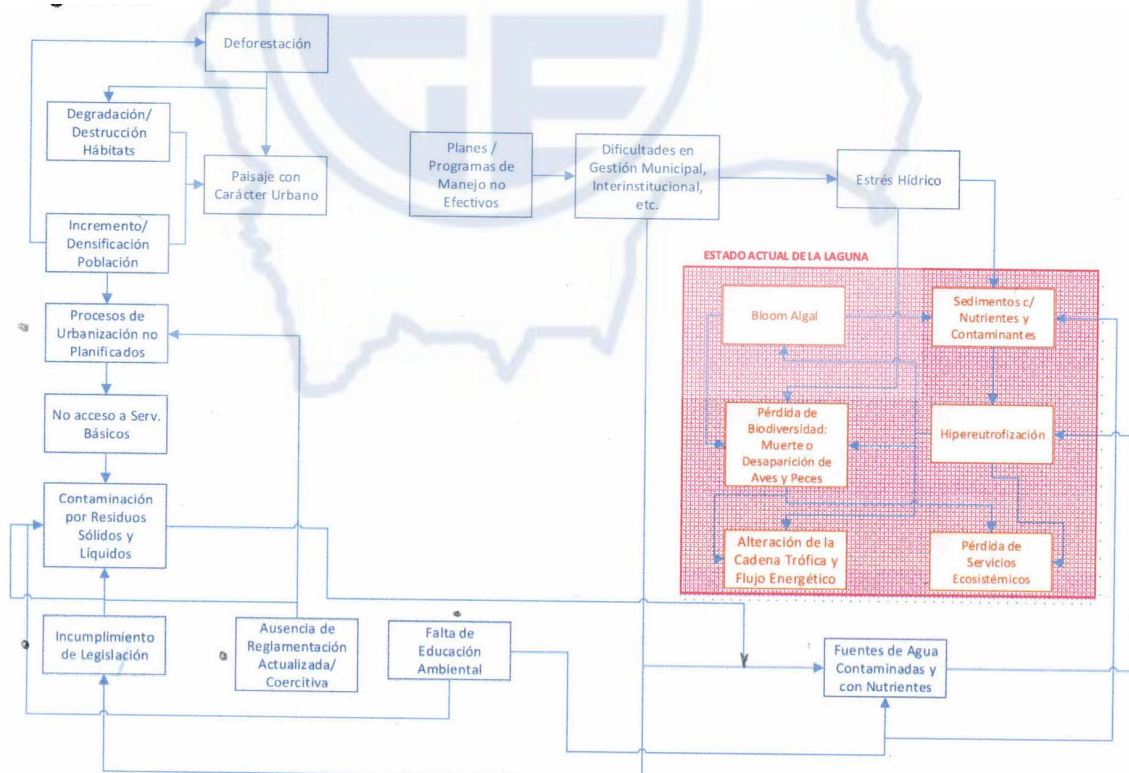 Deforestación
Degradación/
Destrucción
Hábitats
Paisaje con
Carácter Urbano
Planes /
Programas de
Manejo no
Efectivos
Dificultades en
Gestión Municipal,
Interinstitucional,
etc.
Estrés Hídrico
Incremento/
Densificación
Población
ESTADO ACTUAL DE LA LAGUNA
Procesos de
Urbanización no
Planificados
Bloom Algal
Sedimentos c/
Nutrientes y
Contaminantes
No acceso a Serv.
Básicos
Pérdida de
Biodiversidad:
Muerte o
Desaparición de
Aves y Peces
Hipereutrofización
Contaminación
por Residuos
Sólidos y
Líquidos
Alteración de la
Cadena Trófica y
Flujo Energético
Pérdida de
Servicios
Ecosistémicos
Incumplimiento
de Legislación
Ausencia de
Reglamentación
Actualizada/
Coercitiva
Falta de
Educación
Ambiental
Fuentes de Agua
Contaminadas y
con Nutrientes